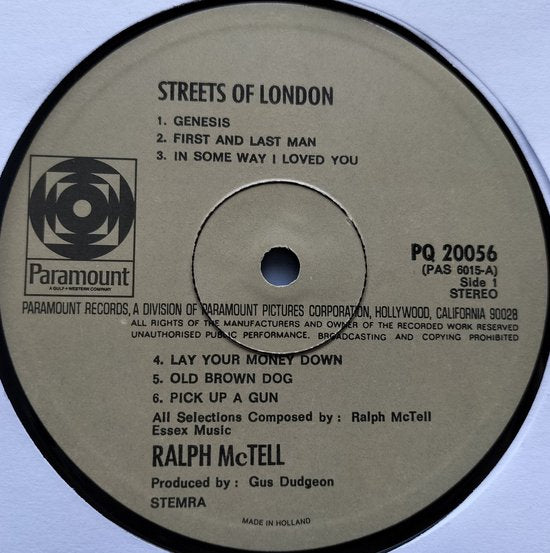 STREETS OF LONDON
1. GENESIS
2. FIRST AND LAST MAN
3. IN SOME WAY I LOVED YOU
Paramount
A GULF + WESTERN COMPANY
PQ 20056
(PAS 6015-A)
Side 1
STEREO
PARAMOUNT RECORDS, A DIVISION OF PARAMOUNT PICTURES CORPORATION, HOLLYWOOD, CALIFORNIA 90028
ALL RIGHTS OF THE MANUFACTURERS AND OWNER OF THE RECORDED WORK RESERVED
UNAUTHORISED PUBLIC PERFORMANCE, BROADCASTING AND COPYING PROHIBITED
4. LAY YOUR MONEY DOWN
5. OLD BROWN DOG
6. PICK UP A GUN
All Selections Composed by : Ralph McTell
Essex Music
RALPH McTELL
Produced by : Gus Dudgeon
STEMRA
MADE IN HOLLAND